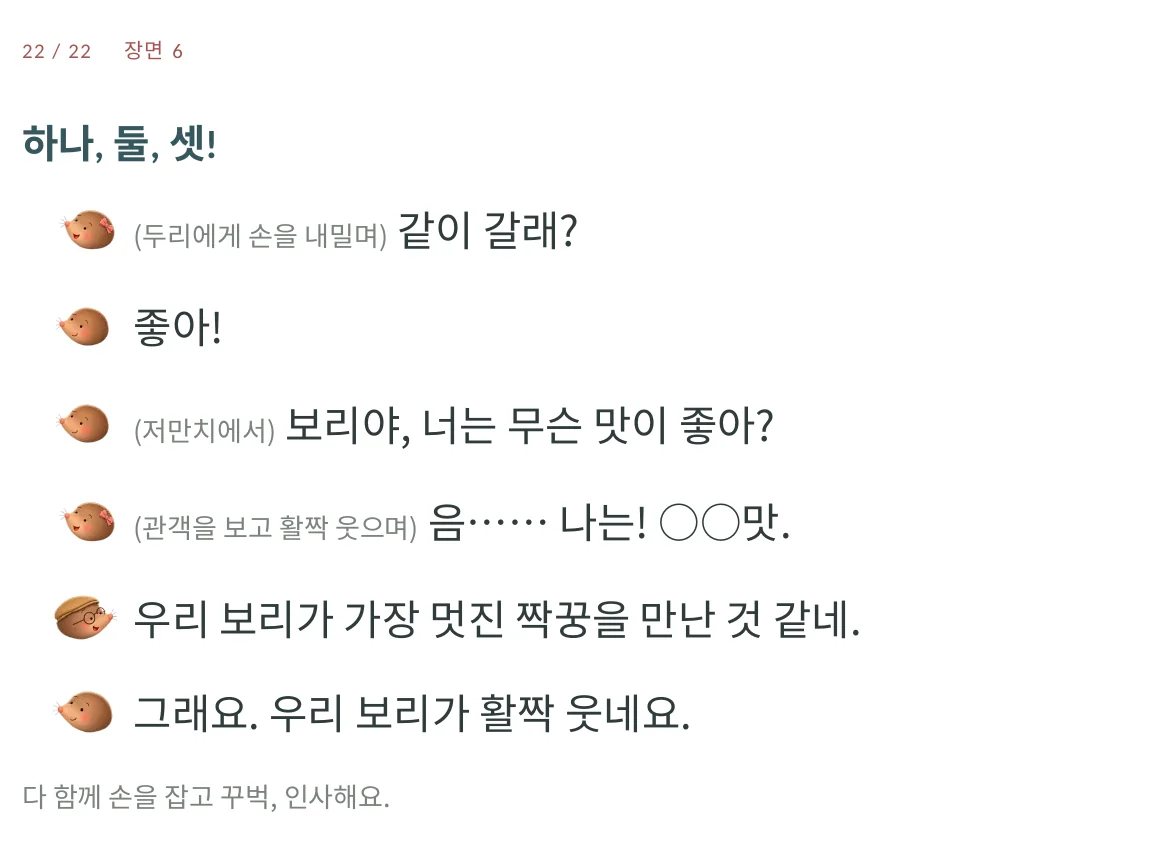 22 / 22 장면 6
하나, 둘, 셋!
(두리에게 손을 내밀며) 같이 갈래?
좋아!
(저만치에서) 보리야, 너는 무슨 맛이 좋아?
(관객을 보고 활짝 웃으며) 음…… 나는! ◯◯맛.
우리 보리가 가장 멋진 짝꿍을 만난 것 같네.
그래요. 우리 보리가 활짝 웃네요.
다 함께 손을 잡고 꾸벅, 인사해요.